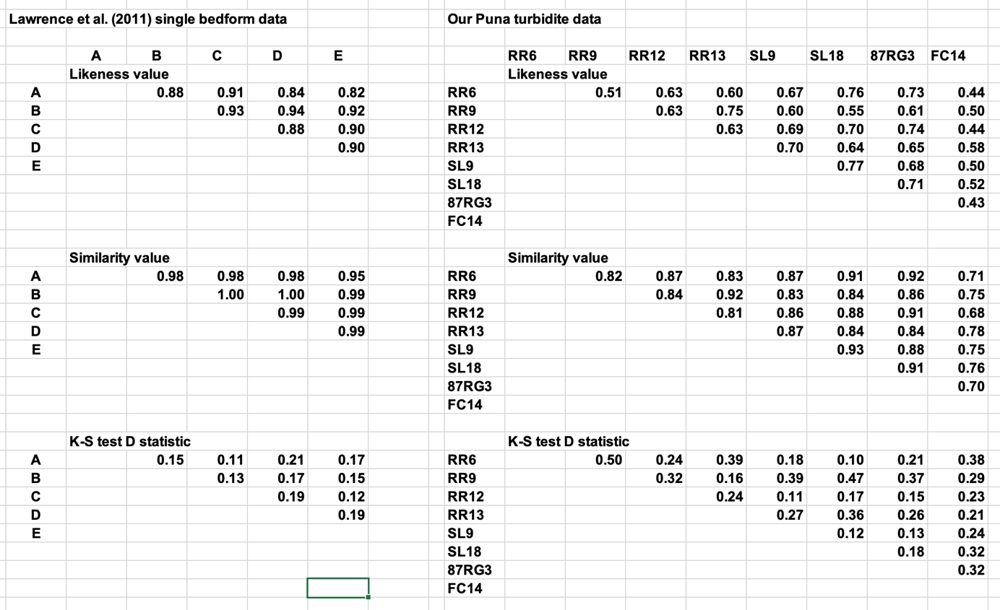 Lawrence et al. (2011) single bedform data Our Puna turbidite data
A B C D E RR6 RR9 RR12 RR13 SL9 SL18 87RG3 FC14
Likeness value Likeness value
A 0.88 0.91 0.84 0.82 RR6 0.51 0.63 0.60 0.67 0.76 0.73 0.44
B 0.93 0.94 0.92 RR9 0.63 0.75 0.60 0.55 0.61 0.50
C 0.88 0.90 RR12 0.63 0.69 0.70 0.74 0.44
D 0.90 RR13 0.70 0.64 0.65 0.58
E SL9 0.77 0.68 0.50
SL18 0.71 0.52
87RG3 0.43
FC14
Similarity value Similarity value
A 0.98 0.98 0.98 0.95 RR6 0.82 0.87 0.83 0.87 0.91 0.92 0.71
B 1.00 1.00 0.99 RR9 0.84 0.92 0.83 0.84 0.86 0.75
C 0.99 0.99 RR12 0.81 0.86 0.88 0.91 0.68
D 0.99 RR13 0.87 0.84 0.84 0.78
E SL9 0.93 0.88 0.75
SL18 0.91 0.76
87RG3 0.70
FC14
K-S test D statistic K-S test D statistic
A 0.15 0.11 0.21 0.17 RR6 0.50 0.24 0.39 0.18 0.10 0.21 0.38
B 0.13 0.17 0.15 RR9 0.32 0.16 0.39 0.47 0.37 0.29
C 0.19 0.12 RR12 0.24 0.11 0.17 0.15 0.23
D 0.19 RR13 0.27 0.36 0.26 0.21
E SL9 0.12 0.13 0.24
SL18 0.18 0.32
87RG3 0.32
FC14